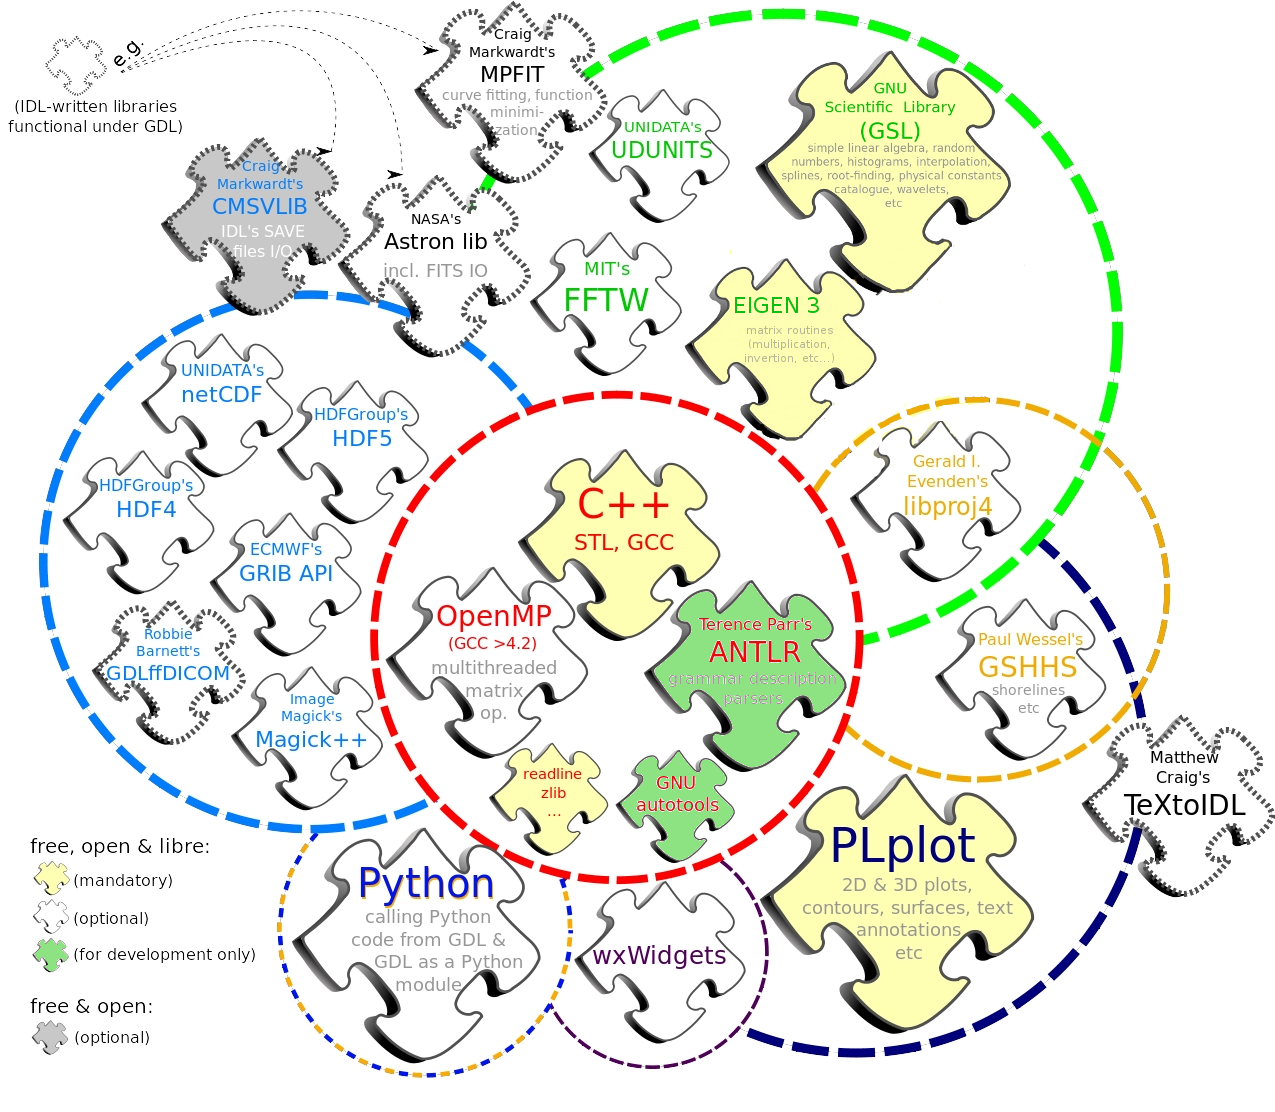 e.g.
(IDL-written libraries
functional under GDL)
Craig
Markwardt's
MPFIT
curve fitting, function
minimi-
zation
UNIDATA's
UDUNITS
GNU
Scientific Library
(GSL)
simple linear algebra, random
numbers, histograms, interpolation,
splines, root-finding, physical constants
catalogue, wavelets,
etc
Craig
Markwardt's
CMSVLIB
IDL's SAVE
files I/O
NASA's
Astron lib
incl. FITS IO
MIT's
FFTW
EIGEN 3
matrix routines
(multiplication,
invertion, etc...)
UNIDATA's
netCDF
HDFGroup's
HDF5
HDFGroup's
HDF4
ECMWF's
GRIB API
Robbie
Barnett's
GDLffDICOM
Image
Magick's
Magick++
C++
STL, GCC
OpenMP
(GCC >4.2)
multithreaded
matrix
op.
Terence Parr's
ANTLR
grammar description
parsers
readline
zlib
...
GNU
autotools
Gerald I.
Evenden's
libproj4
Paul Wessel's
GSHHS
shorelines
etc
Matthew
Craig's
TeXtoIDL
PLplot
2D & 3D plots,
contours, surfaces, text
annotations
etc
Python
calling Python
code from GDL &
GDL as a Python
module
wxWidgets
free, open & libre:
(mandatory)
(optional)
(for development only)
free & open:
(optional)